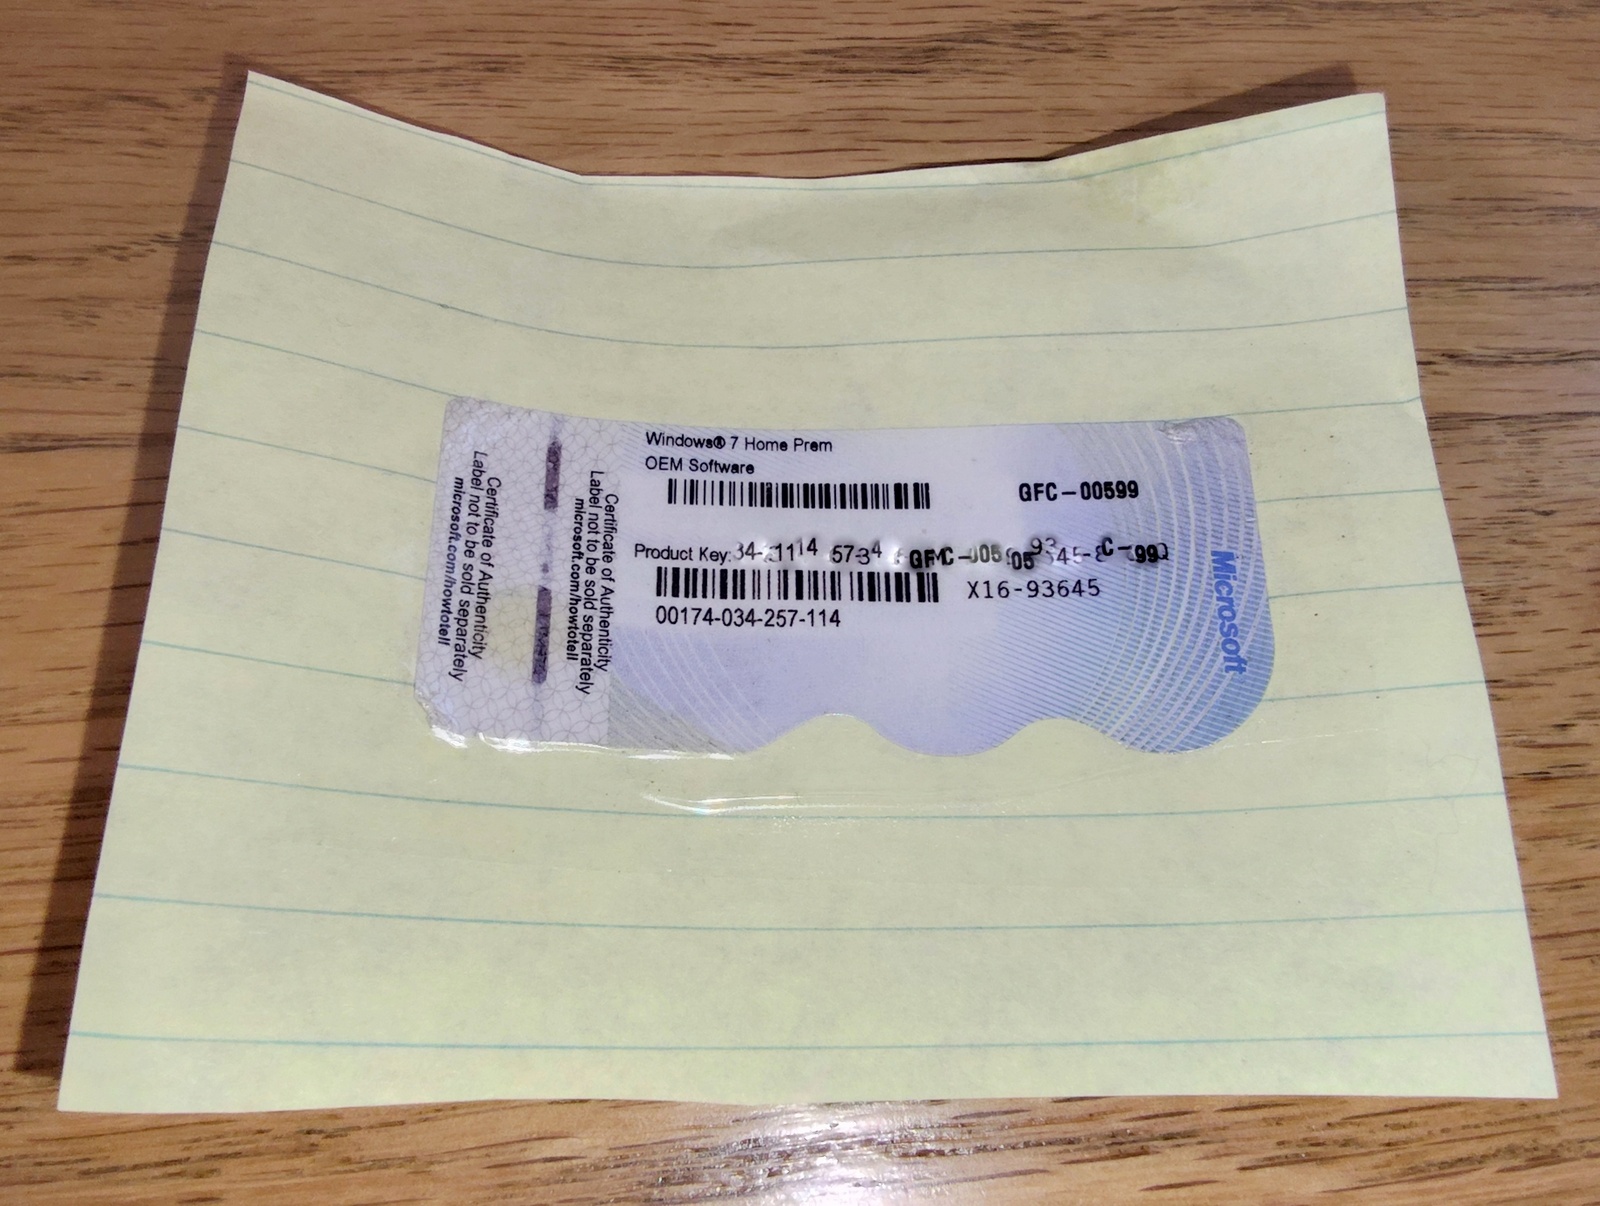 Windows® 7 Home Prem
OEM Software
GFC-00599
Product Key:
X16-93645
00174-034-257-114
Microsoft
Certificate of Authenticity
Label not to be sold separately
microsoft.com/howtotell
Certificate of Authenticity
Label not to be sold separately
microsoft.com/howtotell